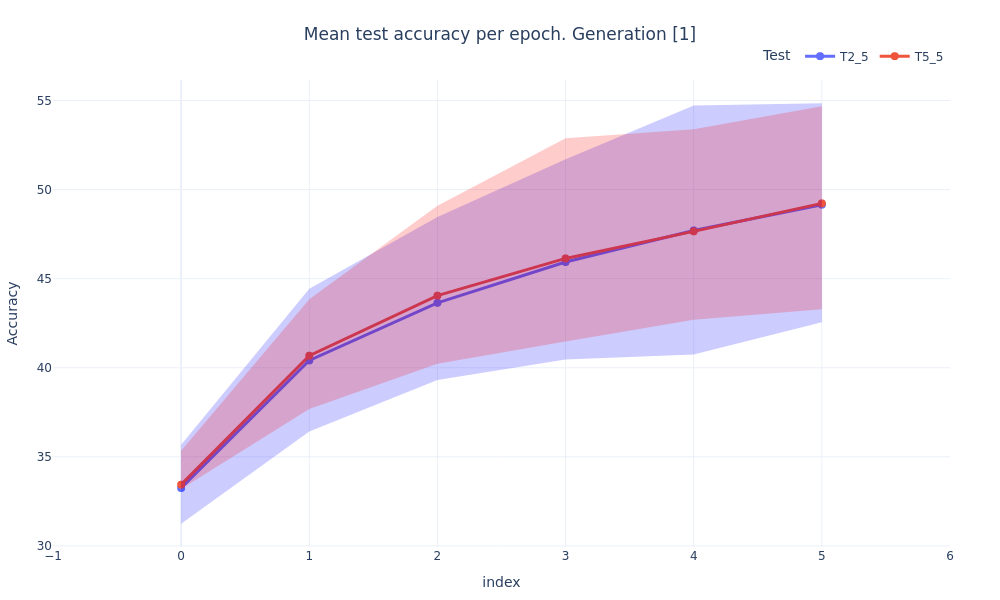 Mean test accuracy per epoch. Generation [1]
Test T2_5 T5_5
55
50
45
40
35
30
Accuracy
−1 0 1 2 3 4 5 6
index